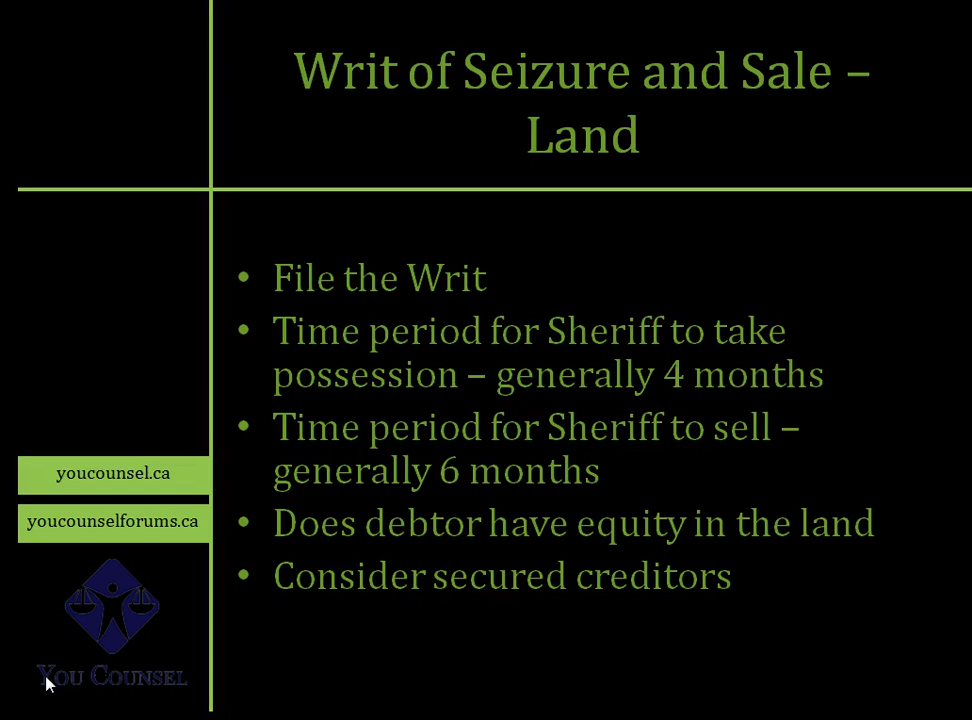 Writ of Seizure and Sale –
Land
• File the Writ
• Time period for Sheriff to take
possession – generally 4 months
• Time period for Sheriff to sell –
generally 6 months
• Does debtor have equity in the land
• Consider secured creditors
youcounsel.ca
youcounselforums.ca
YOU COUNSEL